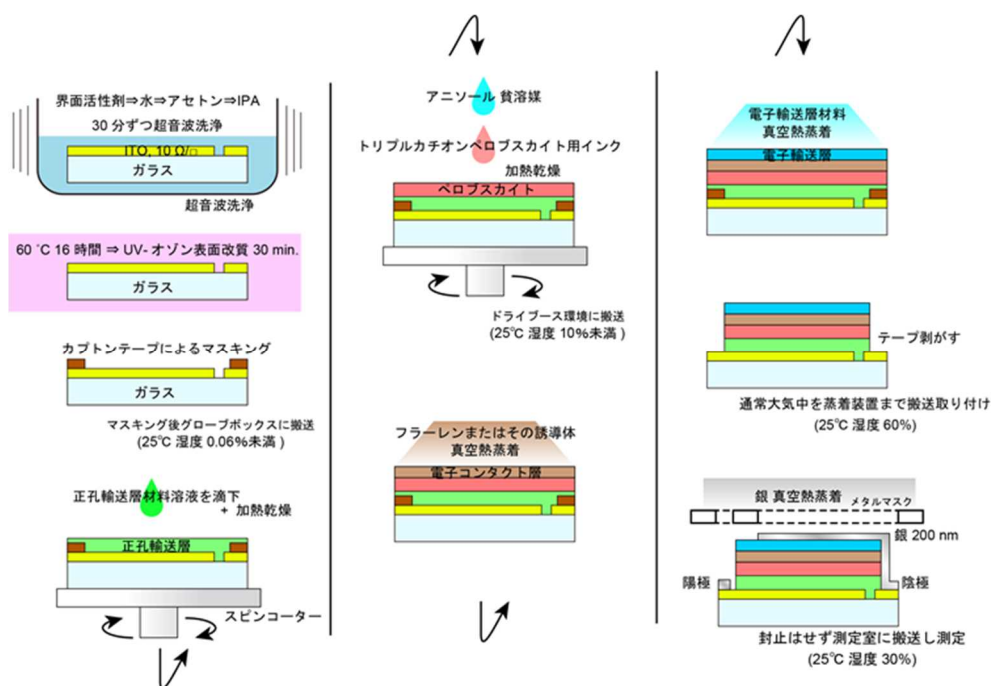 界面活性剤⇒水⇒アセトン⇒IPA
30 分ずつ超音波洗浄
ITO, 10 Ω/□
ガラス
超音波洗浄
60 ℃ 16 時間 ⇒ UV- オゾン表面改質 30 min.
ガラス
カプトンテープによるマスキング
ガラス
マスキング後グローブボックスに搬送
(25℃ 湿度 0.06%未満 )
正孔輸送層材料溶液を滴下
+ 加熱乾燥
正孔輸送層
スピンコーター
アニソール 貧溶媒
トリプルカチオンペロブスカイト用インク
加熱乾燥
ペロブスカイト
ドライブース環境に搬送
(25℃ 湿度 10%未満 )
フラーレンまたはその誘導体
真空熱蒸着
電子コンタクト層
電子輸送層材料
真空熱蒸着
電子輸送層
テープ剥がす
通常大気中を蒸着装置まで搬送取り付け
(25℃ 湿度 60%)
銀 真空熱蒸着
メタルマスク
銀 200 nm
陽極
陰極
封止はせず測定室に搬送し測定
(25℃ 湿度 30%)